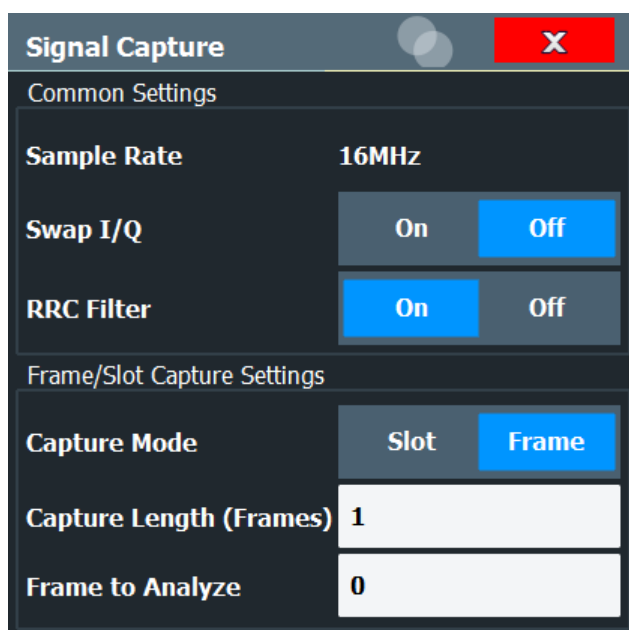 Signal Capture X
Common Settings
Sample Rate 16MHz
Swap I/Q On Off
RRC Filter On Off
Frame/Slot Capture Settings
Capture Mode Slot Frame
Capture Length (Frames) 1
Frame to Analyze 0